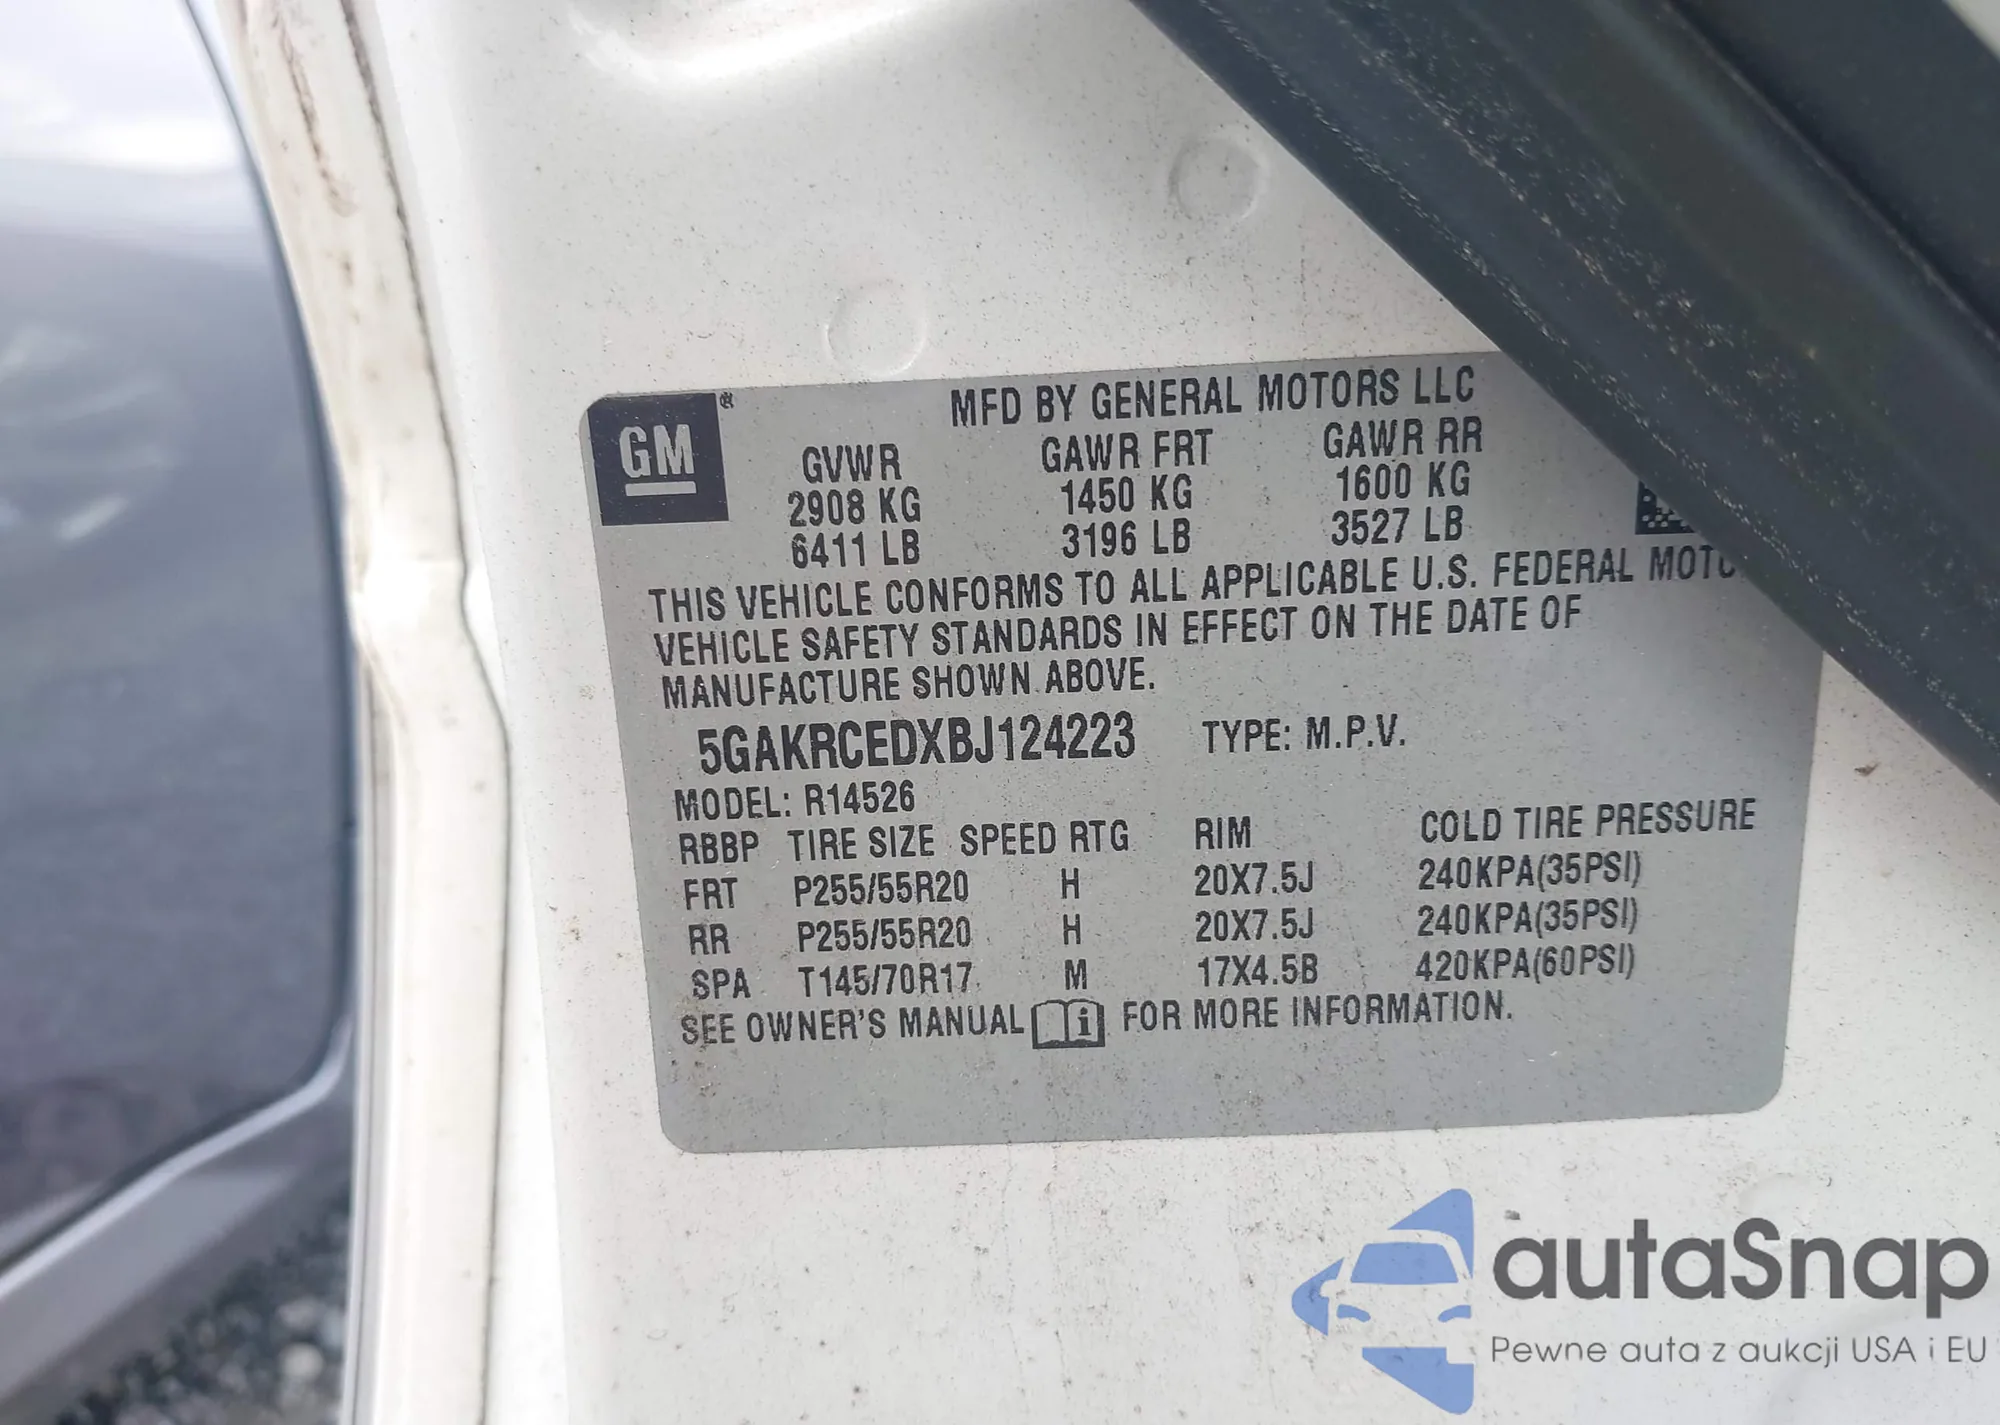 GM ®
MFD BY GENERAL MOTORS LLC
GVWR GAWR FRT GAWR RR
2908 KG 1450 KG 1600 KG
6411 LB 3196 LB 3527 LB
THIS VEHICLE CONFORMS TO ALL APPLICABLE U.S. FEDERAL MOTO
VEHICLE SAFETY STANDARDS IN EFFECT ON THE DATE OF
MANUFACTURE SHOWN ABOVE.
5GAKRCEDXBJ124223 TYPE: M.P.V.
MODEL: R14526
RBBP TIRE SIZE SPEED RTG RIM COLD TIRE PRESSURE
FRT P255/55R20 H 20X7.5J 240KPA(35PSI)
RR P255/55R20 H 20X7.5J 240KPA(35PSI)
SPA T145/70R17 M 17X4.5B 420KPA(60PSI)
SEE OWNER'S MANUAL i FOR MORE INFORMATION.
autaSnap
Pewne auta z aukcji USA i EU